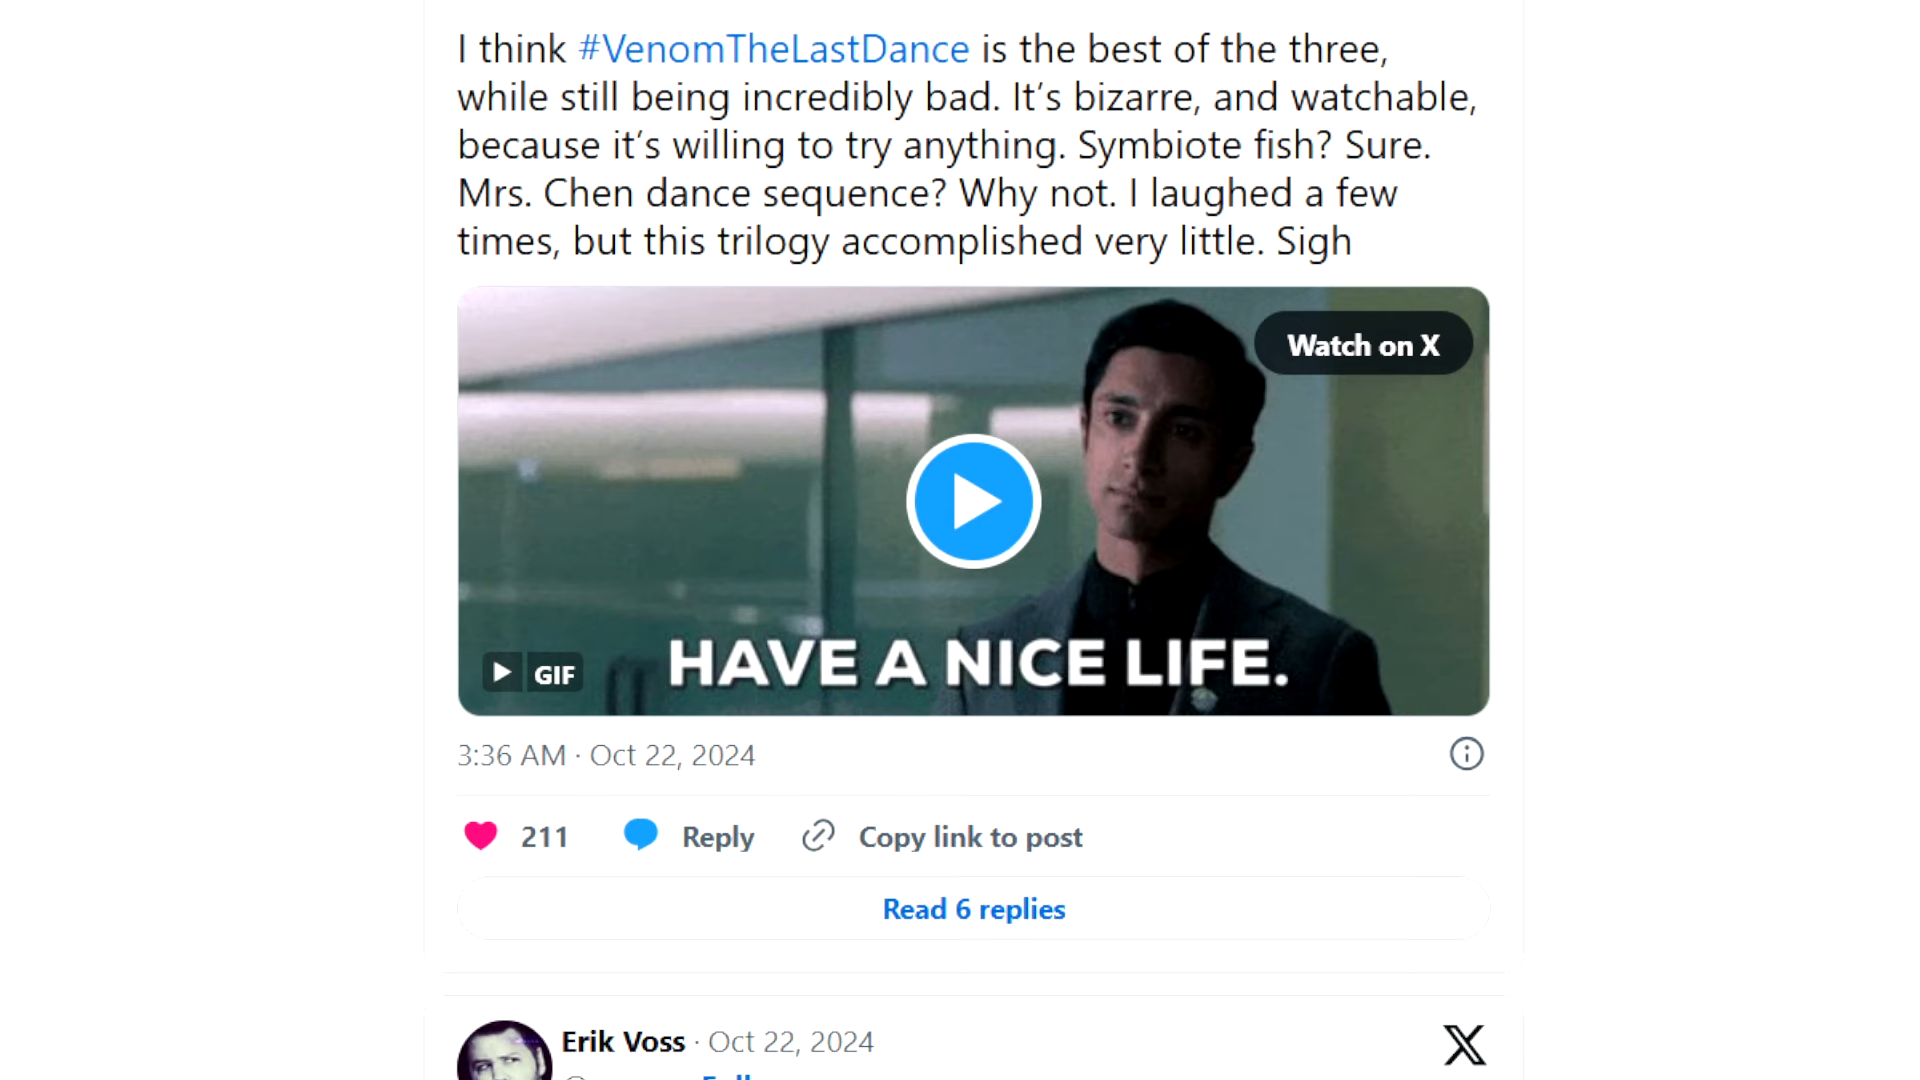 I think #VenomTheLastDance is the best of the three,
while still being incredibly bad. It’s bizarre, and watchable,
because it’s willing to try anything. Symbiote fish? Sure.
Mrs. Chen dance sequence? Why not. I laughed a few
times, but this trilogy accomplished very little. Sigh
Watch on X
GIF
HAVE A NICE LIFE.
3:36 AM · Oct 22, 2024
211 Reply Copy link to post
Read 6 replies
Erik Voss · Oct 22, 2024